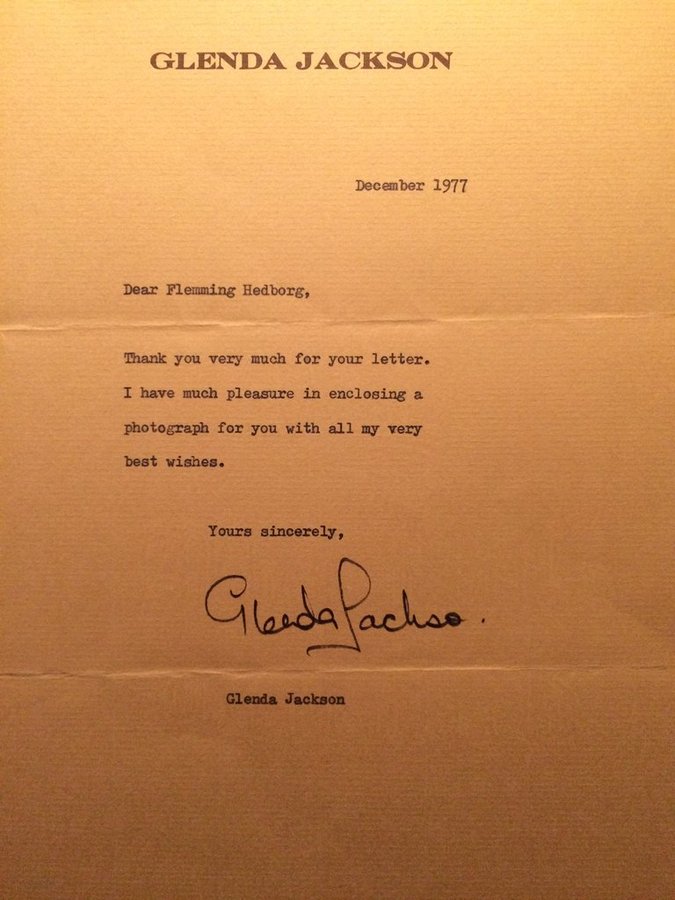 GLENDA JACKSON
December 1977
Dear Flemming Hedborg,
Thank you very much for your letter.
I have much pleasure in enclosing a
photograph for you with all my very
best wishes.
Yours sincerely,
Glenda Jackson.
Glenda Jackson